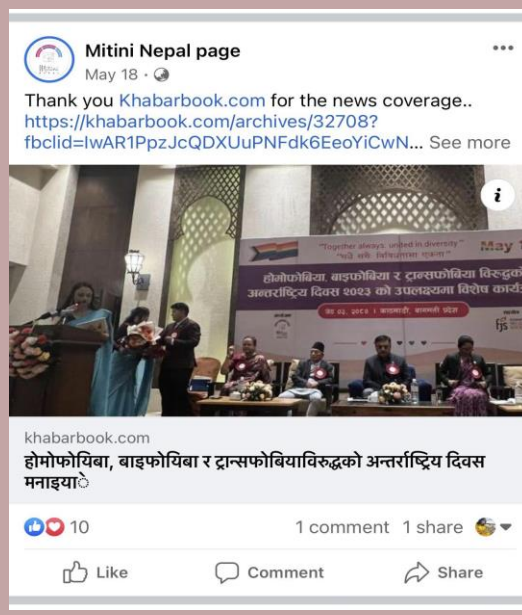 Mitini Nepal page
May 18 ·
Thank you Khabarbook.com for the news coverage..
https://khabarbook.com/archives/32708?
fbclid=IwAR1PpzJcQDXUuPNFdk6EeoYiCwN... See more
"Together always: united in diversity"
May 1
होमोफोबिया, बाइफोबिया र ट्रान्सफोबिया विरुद्धको
अन्तर्राष्ट्रिय दिवस २०२३ को उपलक्ष्यमा विशेष कार्य
fjs
khabarbook.com
होमोफोयिबा, बाइफोयिबा र ट्रान्सफोबियाविरुद्धको अन्तर्राष्ट्रिय दिवस
मनाइयाे
10
1 comment 1 share
Like Comment Share